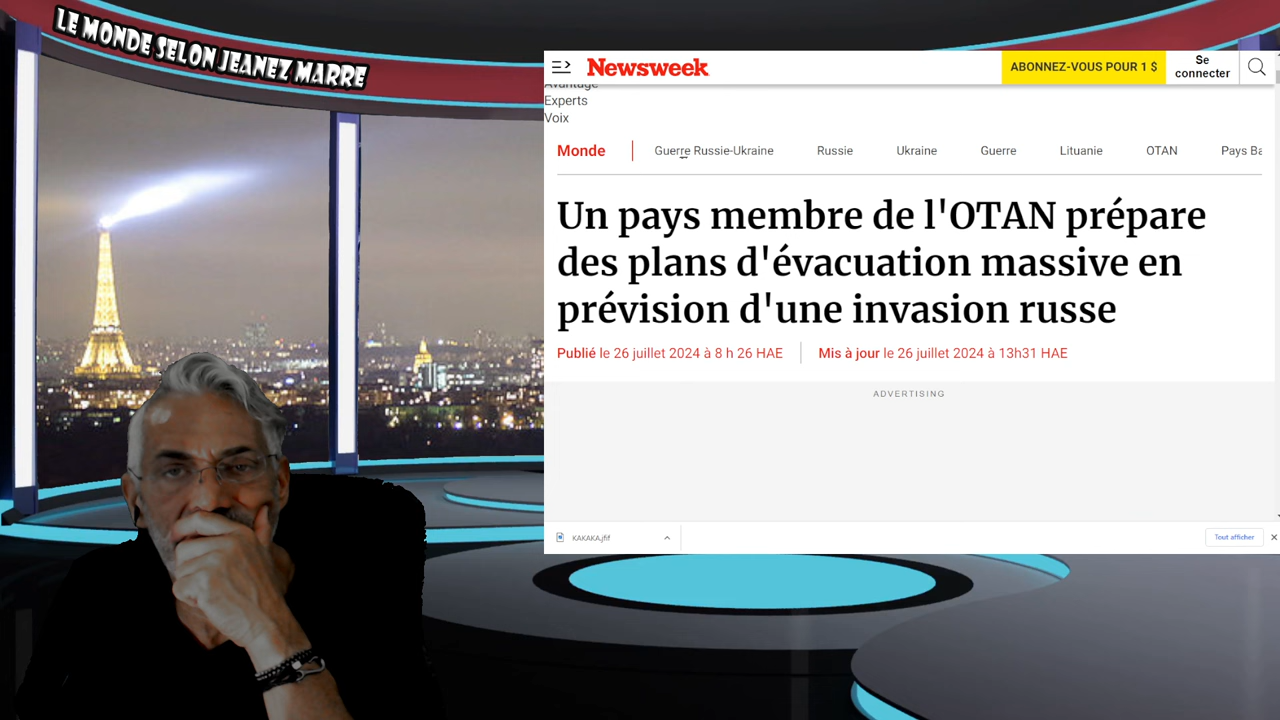 LE MONDE SELON JEANEZ MARRE
Newsweek
ABONNEZ-VOUS POUR 1 $
Se
connecter
Avantage
Experts
Voix
Monde
Guerre Russie-Ukraine
Russie
Ukraine
Guerre
Lituanie
OTAN
Pays Ba
Un pays membre de l'OTAN prépare
des plans d'évacuation massive en
prévision d'une invasion russe
Publié le 26 juillet 2024 à 8 h 26 HAE
Mis à jour le 26 juillet 2024 à 13h31 HAE
ADVERTISING
KAKAKA.jfif
Tout afficher